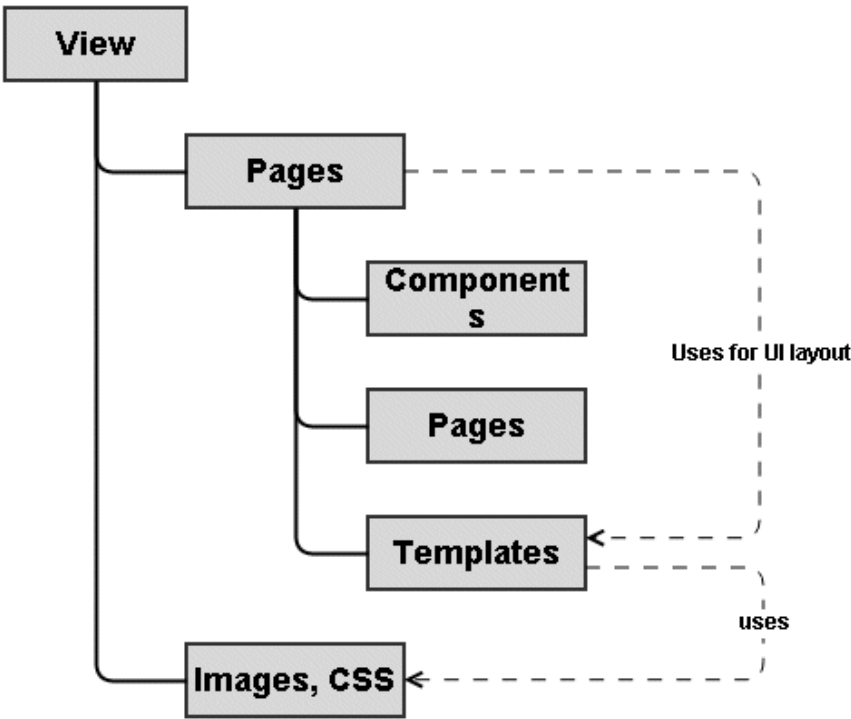 View
Pages
Component
s
Uses for UI layout
Pages
Templates
uses
Images, CSS